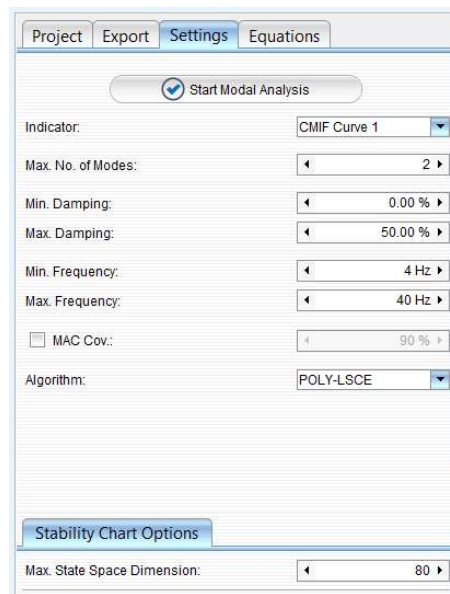 Project Export Settings Equations
Start Modal Analysis
Indicator: CMIF Curve 1
Max. No. of Modes: 2
Min. Damping: 0.00 %
Max. Damping: 50.00 %
Min. Frequency: 4 Hz
Max. Frequency: 40 Hz
MAC Cov.: 90 %
Algorithm: POLY-LSCE
Stability Chart Options
Max. State Space Dimension: 80